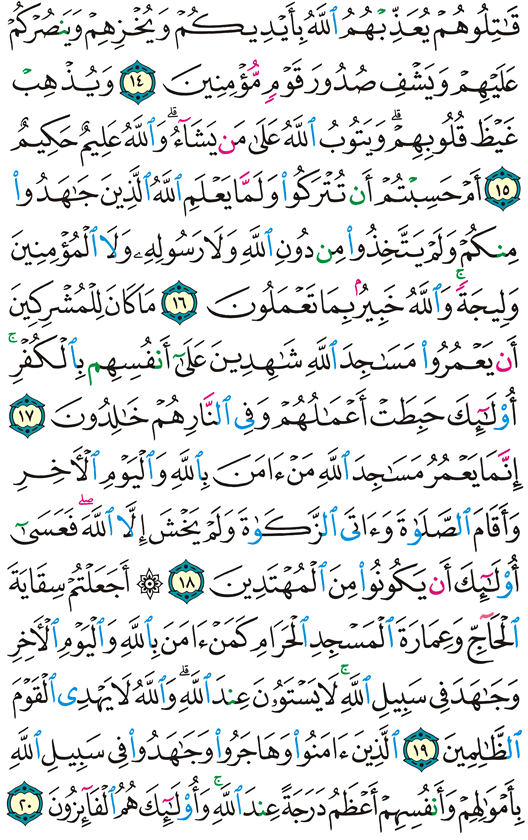 قَـٰتِلُوهُمْ يُعَذِّبْهُمُ ٱللَّهُ بِأَيْدِيكُمْ وَيُخْزِهِمْ وَيَنصُرْكُمْ
عَلَيْهِمْ وَيَشْفِ صُدُورَ قَوْمٍ مُّؤْمِنِينَ ١٤ وَيُذْهِبْ
غَيْظَ قُلُوبِهِمْ ۗ وَيَتُوبُ ٱللَّهُ عَلَىٰ مَن يَشَآءُ ۗ وَٱللَّهُ عَلِيمٌ حَكِيمٌ
١٥ أَمْ حَسِبْتُمْ أَن تُتْرَكُوا۟ وَلَمَّا يَعْلَمِ ٱللَّهُ ٱلَّذِينَ جَـٰهَدُوا۟
مِنكُمْ وَلَمْ يَتَّخِذُوا۟ مِن دُونِ ٱللَّهِ وَلَا رَسُولِهِۦ وَلَا ٱلْمُؤْمِنِينَ
وَلِيجَةً ۚ وَٱللَّهُ خَبِيرٌۢ بِمَا تَعْمَلُونَ ١٦ مَا كَانَ لِلْمُشْرِكِينَ
أَن يَعْمُرُوا۟ مَسَـٰجِدَ ٱللَّهِ شَـٰهِدِينَ عَلَىٰٓ أَنفُسِهِم بِٱلْكُفْرِ ۚ
أُو۟لَـٰٓئِكَ حَبِطَتْ أَعْمَـٰلُهُمْ وَفِى ٱلنَّارِ هُمْ خَـٰلِدُونَ ١٧
إِنَّمَا يَعْمُرُ مَسَـٰجِدَ ٱللَّهِ مَنْ ءَامَنَ بِٱللَّهِ وَٱلْيَوْمِ ٱلْـَٔاخِرِ
وَأَقَامَ ٱلصَّلَوٰةَ وَءَاتَى ٱلزَّكَوٰةَ وَلَمْ يَخْشَ إِلَّا ٱللَّهَ ۖ فَعَسَىٰٓ
أُو۟لَـٰٓئِكَ أَن يَكُونُوا۟ مِنَ ٱلْمُهْتَدِينَ ١٨ ۞ أَجَعَلْتُمْ سِقَايَةَ
ٱلْحَآجِّ وَعِمَارَةَ ٱلْمَسْجِدِ ٱلْحَرَامِ كَمَنْ ءَامَنَ بِٱللَّهِ وَٱلْيَوْمِ ٱلْـَٔاخِرِ
وَجَـٰهَدَ فِى سَبِيلِ ٱللَّهِ ۚ لَا يَسْتَوُۥنَ عِندَ ٱللَّهِ ۗ وَٱللَّهُ لَا يَهْدِى ٱلْقَوْمَ
ٱلظَّـٰلِمِينَ ١٩ ٱلَّذِينَ ءَامَنُوا۟ وَهَاجَرُوا۟ وَجَـٰهَدُوا۟ فِى سَبِيلِ ٱللَّهِ
بِأَمْوَٰلِهِمْ وَأَنفُسِهِمْ أَعْظَمُ دَرَجَةً عِندَ ٱللَّهِ ۚ وَأُو۟لَـٰٓئِكَ هُمُ ٱلْفَآئِزُونَ ٢٠